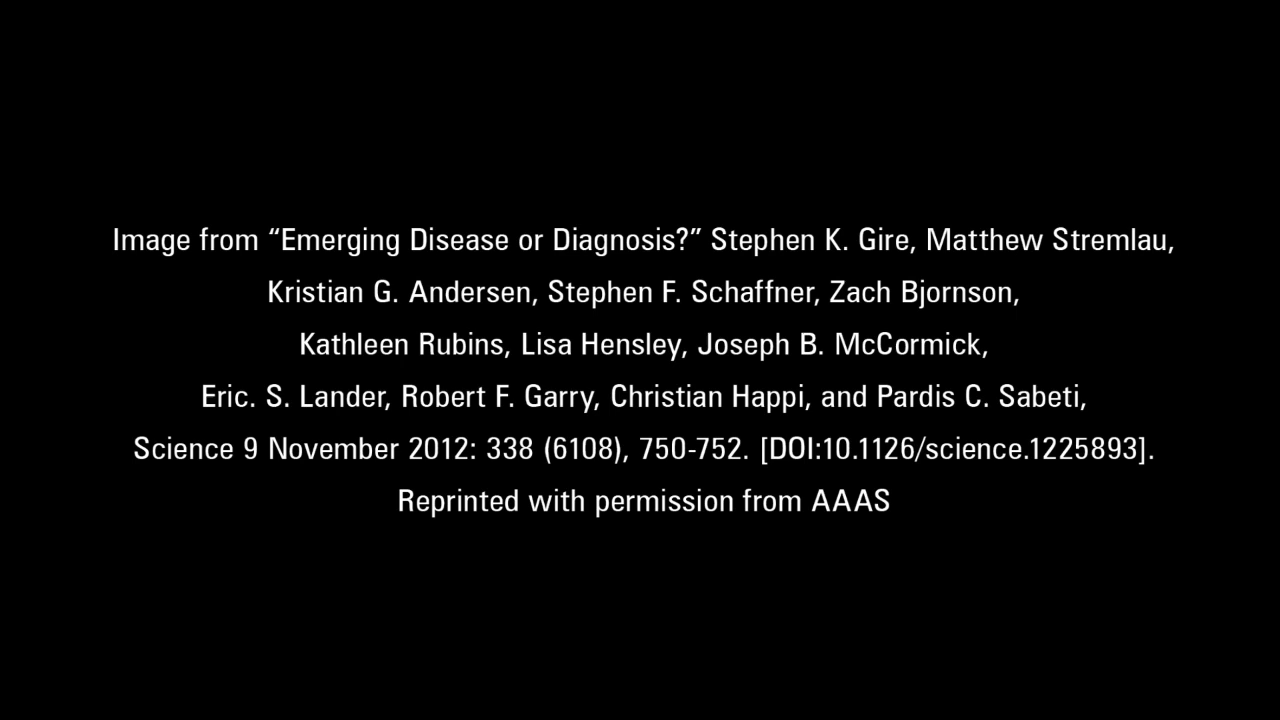 Image from “Emerging Disease or Diagnosis?” Stephen K. Gire, Matthew Stremlau,
Kristian G. Andersen, Stephen F. Schaffner, Zach Bjornson,
Kathleen Rubins, Lisa Hensley, Joseph B. McCormick,
Eric. S. Lander, Robert F. Garry, Christian Happi, and Pardis C. Sabeti,
Science 9 November 2012: 338 (6108), 750-752. [DOI:10.1126/science.1225893].
Reprinted with permission from AAAS